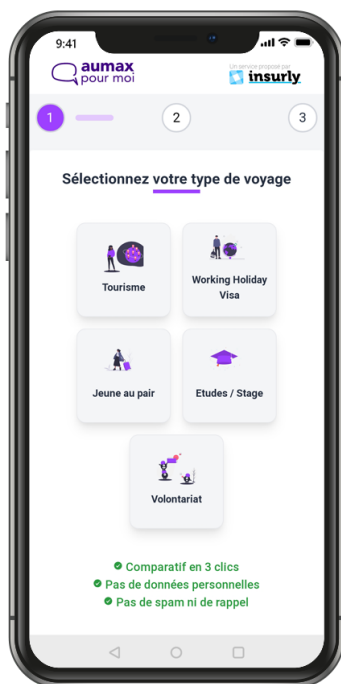 9:41
aumax
pour moi
Un service proposé par
insurly
1
2
3
Sélectionnez votre type de voyage
Tourisme
Working Holiday
Visa
Jeune au pair
Etudes / Stage
Volontariat
Comparatif en 3 clics
Pas de données personnelles
Pas de spam ni de rappel